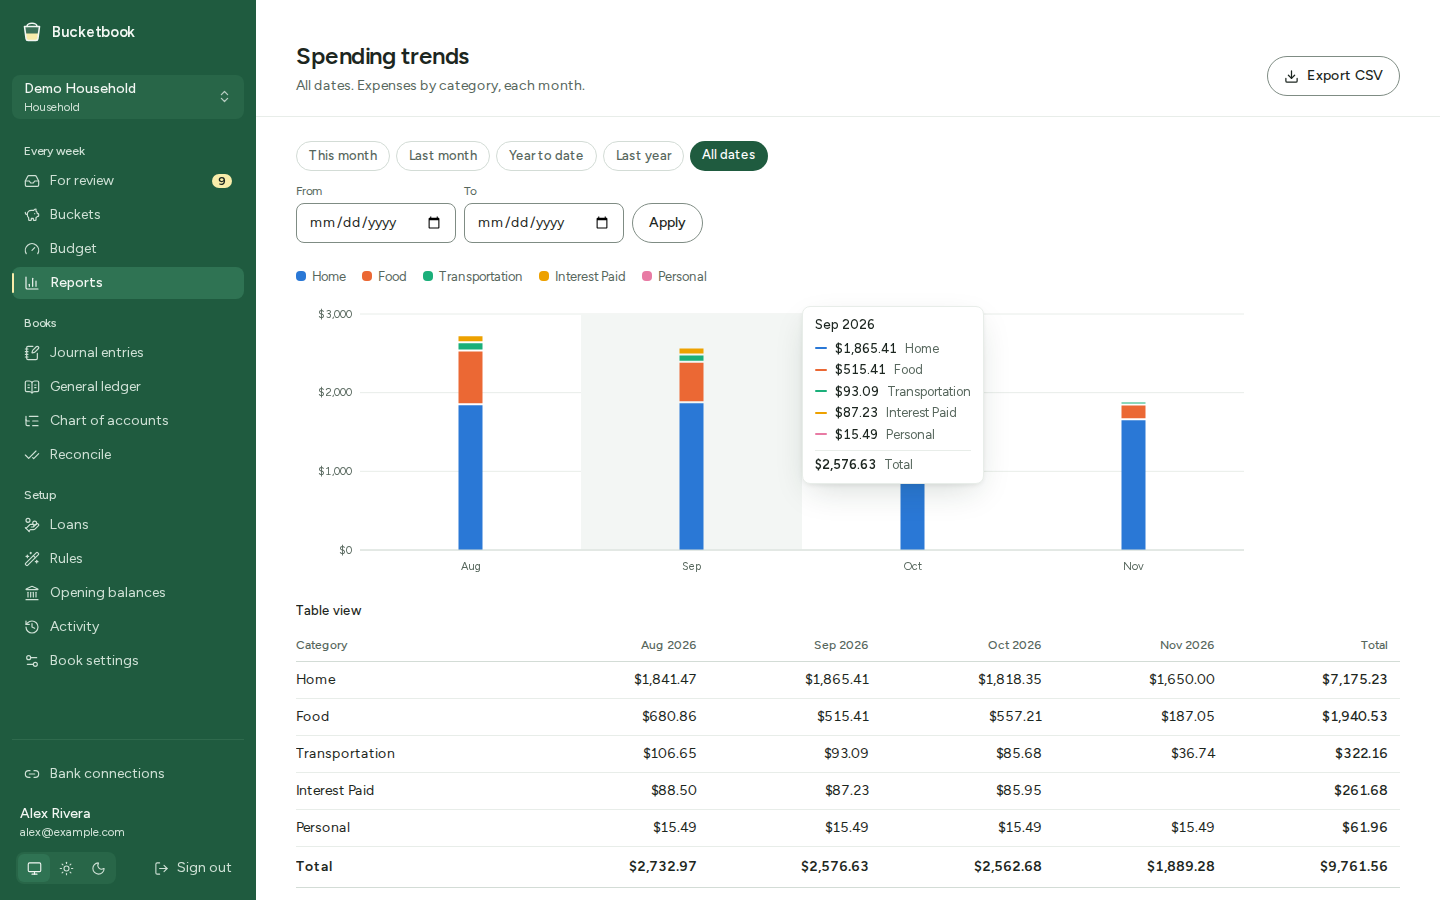 Bucketbook
Demo Household
Household
Every week
For review 9
Buckets
Budget
Reports
Books
Journal entries
General ledger
Chart of accounts
Reconcile
Setup
Loans
Rules
Opening balances
Activity
Book settings
Bank connections
Alex Rivera
alex@example.com
Sign out
Spending trends
All dates. Expenses by category, each month.
Export CSV
This month Last month Year to date Last year All dates
From To
mm/dd/yyyy mm/dd/yyyy Apply
Home Food Transportation Interest Paid Personal
$3,000
$2,000
$1,000
$0
Aug Sep Oct Nov
Sep 2026
$1,865.41 Home
$515.41 Food
$93.09 Transportation
$87.23 Interest Paid
$15.49 Personal
$2,576.63 Total
Table view
Category Aug 2026 Sep 2026 Oct 2026 Nov 2026 Total
Home $1,841.47 $1,865.41 $1,818.35 $1,650.00 $7,175.23
Food $680.86 $515.41 $557.21 $187.05 $1,940.53
Transportation $106.65 $93.09 $85.68 $36.74 $322.16
Interest Paid $88.50 $87.23 $85.95 $261.68
Personal $15.49 $15.49 $15.49 $15.49 $61.96
Total $2,732.97 $2,576.63 $2,562.68 $1,889.28 $9,761.56